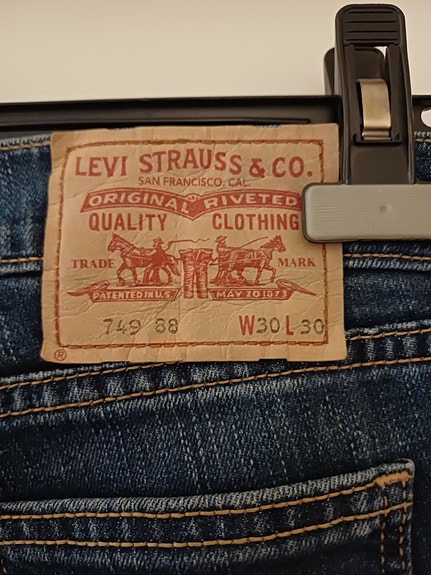 LEVI STRAUSS & CO.
SAN FRANCISCO, CAL.
ORIGINAL RIVETED
QUALITY CLOTHING
TRADE MARK
PATENTED IN U.S. MAY 20 1873
749 88 W30 L 30
®